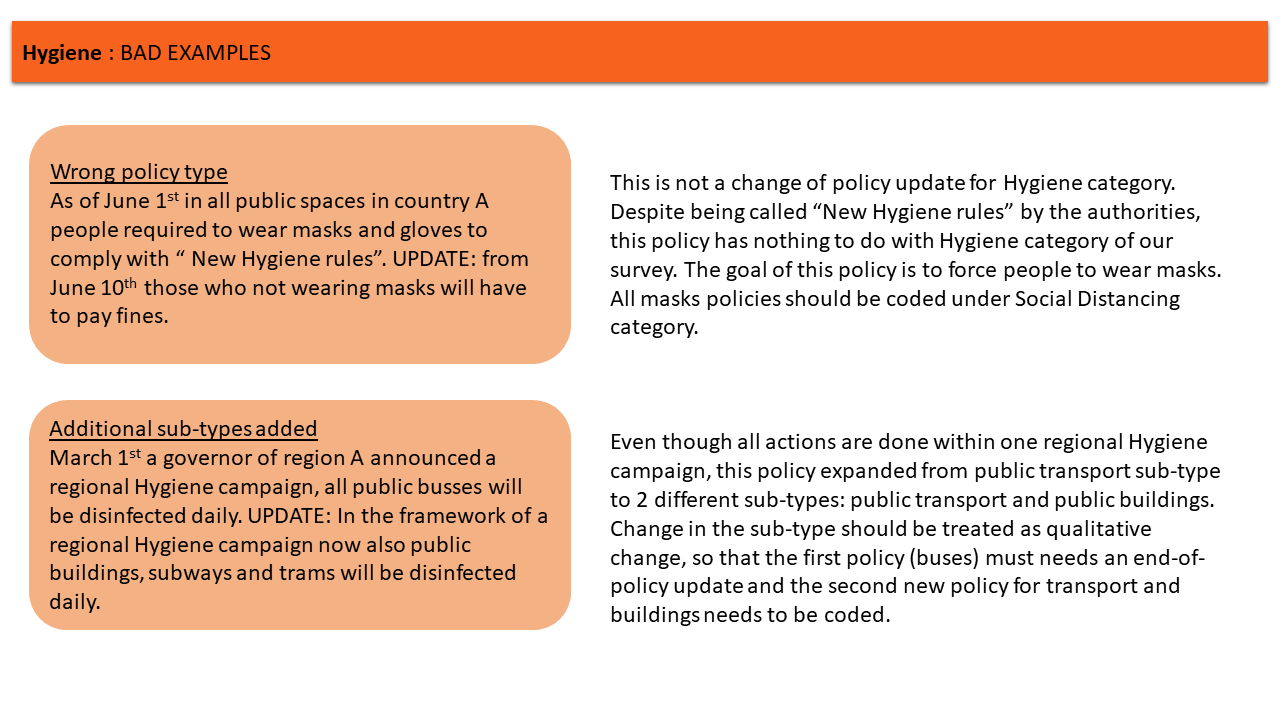 Hygiene : BAD EXAMPLES
Wrong policy type
As of June 1st in all public spaces in country A
people required to wear masks and gloves to
comply with “ New Hygiene rules”. UPDATE: from
June 10th those who not wearing masks will have
to pay fines.
This is not a change of policy update for Hygiene category.
Despite being called “New Hygiene rules” by the authorities,
this policy has nothing to do with Hygiene category of our
survey. The goal of this policy is to force people to wear masks.
All masks policies should be coded under Social Distancing
category.
Additional sub-types added
March 1st a governor of region A announced a
regional Hygiene campaign, all public busses will
be disinfected daily. UPDATE: In the framework of a
regional Hygiene campaign now also public
buildings, subways and trams will be disinfected
daily.
Even though all actions are done within one regional Hygiene
campaign, this policy expanded from public transport sub-type
to 2 different sub-types: public transport and public buildings.
Change in the sub-type should be treated as qualitative
change, so that the first policy (buses) must needs an end-of-
policy update and the second new policy for transport and
buildings needs to be coded.